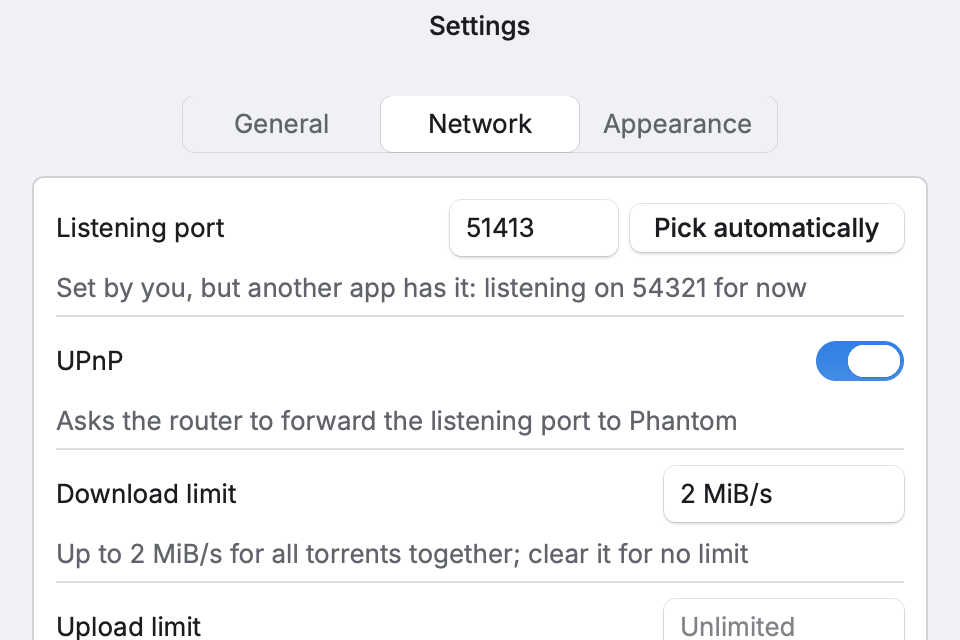 Settings
General Network Appearance
Listening port 51413 Pick automatically
Set by you, but another app has it: listening on 54321 for now
UPnP
Asks the router to forward the listening port to Phantom
Download limit 2 MiB/s
Up to 2 MiB/s for all torrents together; clear it for no limit
Upload limit Unlimited